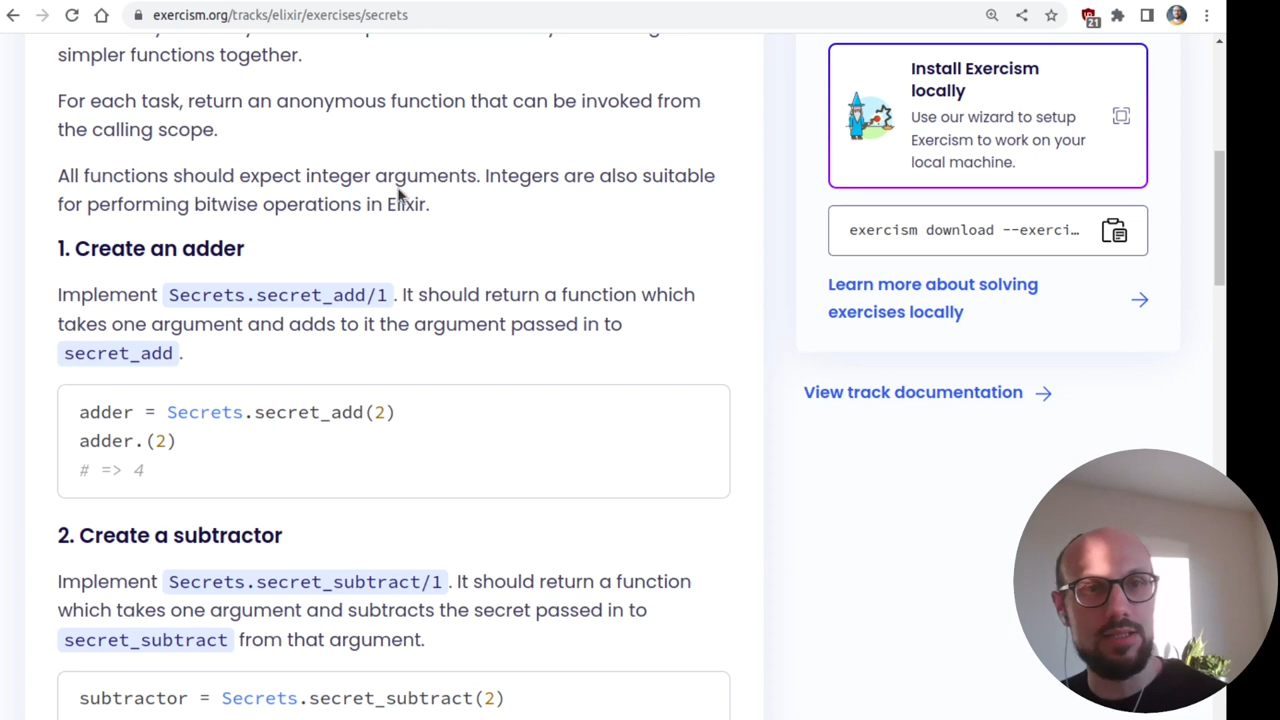 exercism.org/tracks/elixir/exercises/secrets
21
simpler functions together.
For each task, return an anonymous function that can be invoked from
the calling scope.
All functions should expect integer arguments. Integers are also suitable
for performing bitwise operations in Elixir.
1. Create an adder
Implement Secrets.secret_add/1. It should return a function which
takes one argument and adds to it the argument passed in to
secret_add.
adder = Secrets.secret_add(2)
adder.(2)
# => 4
2. Create a subtractor
Implement Secrets.secret_subtract/1. It should return a function
which takes one argument and subtracts the secret passed in to
secret_subtract from that argument.
subtractor = Secrets.secret_subtract(2)
Install Exercism
locally
Use our wizard to setup
Exercism to work on your
local machine.
exercism download --exerci…
Learn more about solving
exercises locally
View track documentation